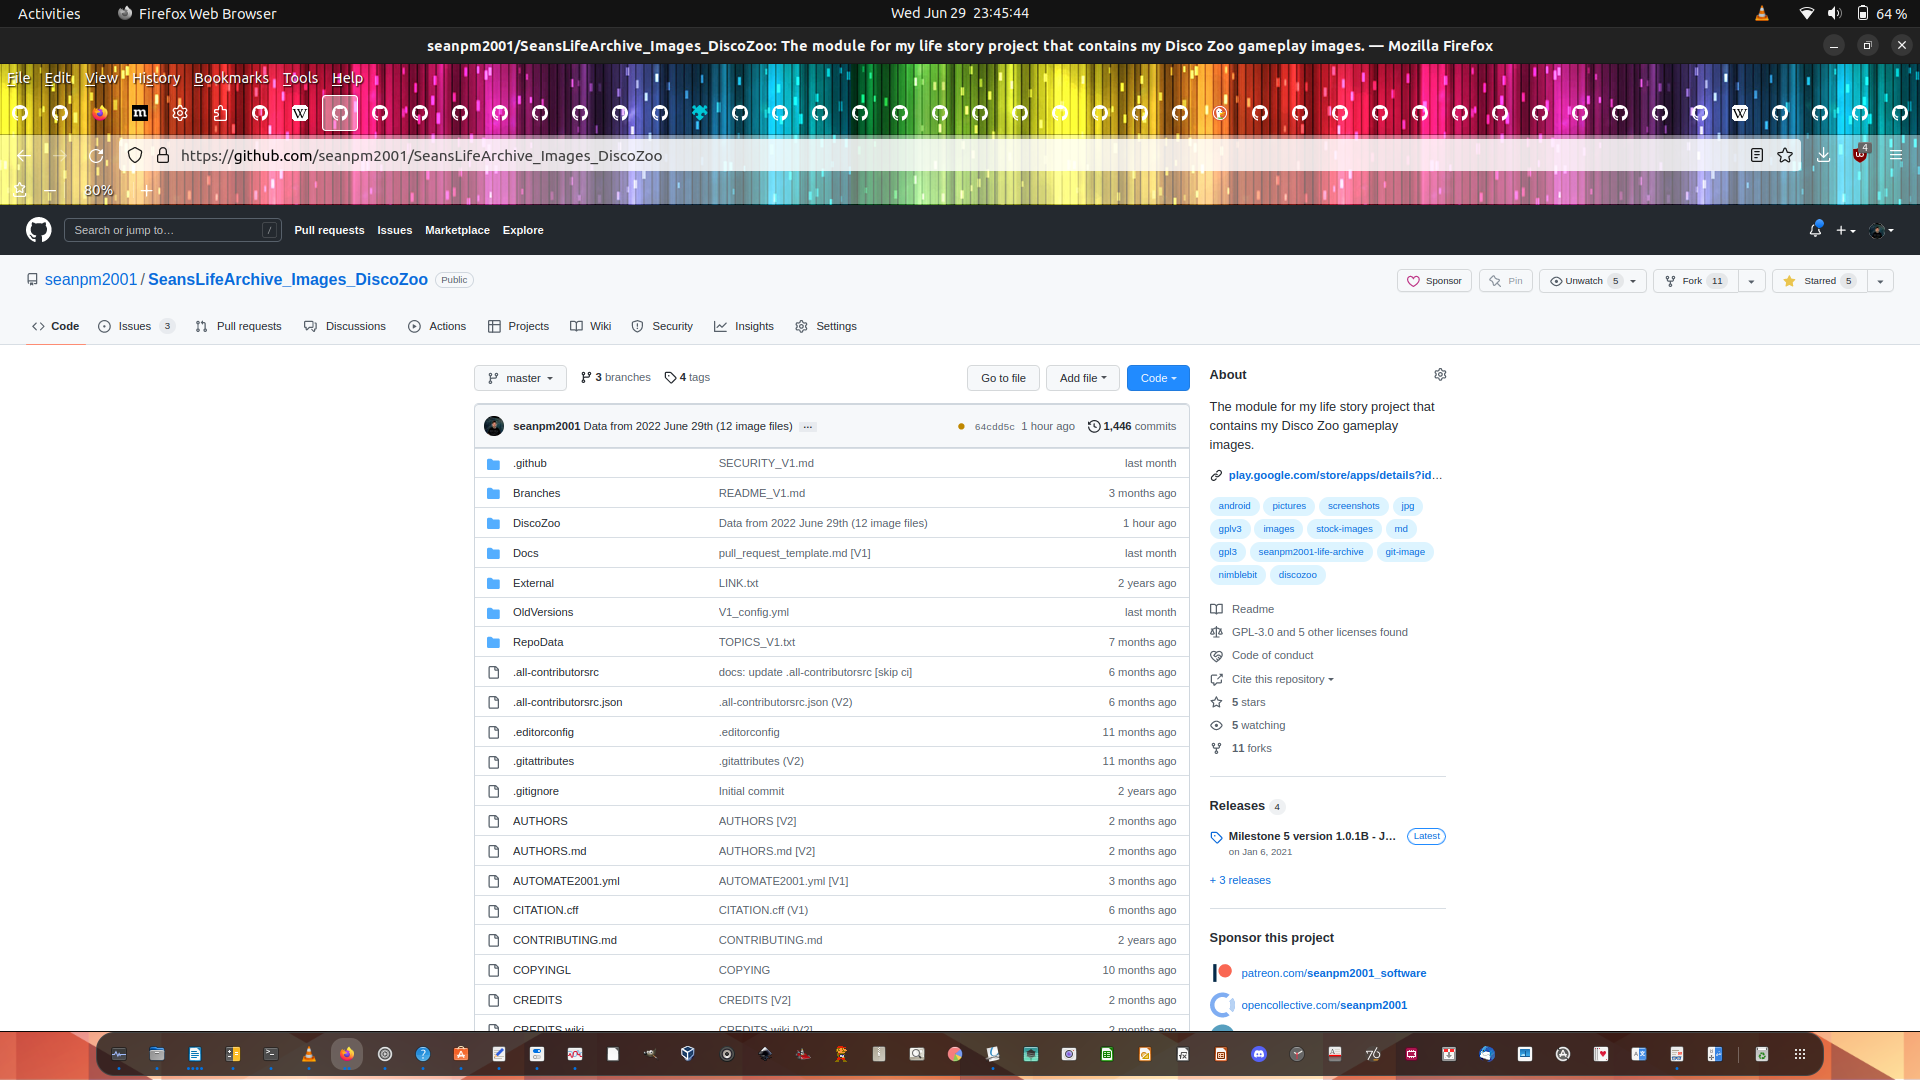 Activities Firefox Web Browser Wed Jun 29 23:45:44 64 %
seanpm2001/SeansLifeArchive_Images_DiscoZoo: The module for my life story project that contains my Disco Zoo gameplay images. — Mozilla Firefox
File Edit View History Bookmarks Tools Help
https://github.com/seanpm2001/SeansLifeArchive_Images_DiscoZoo 4
80%
Search or jump to… / Pull requests Issues Marketplace Explore
seanpm2001 / SeansLifeArchive_Images_DiscoZoo Public Sponsor Pin Unwatch 5 Fork 11 Starred 5
Code Issues 3 Pull requests Discussions Actions Projects Wiki Security Insights Settings
master 3 branches 4 tags Go to file Add file Code
seanpm2001 Data from 2022 June 29th (12 image files) … 64cdd5c 1 hour ago 1,446 commits
.github SECURITY_V1.md last month
Branches README_V1.md 3 months ago
DiscoZoo Data from 2022 June 29th (12 image files) 1 hour ago
Docs pull_request_template.md [V1] last month
External LINK.txt 2 years ago
OldVersions V1_config.yml last month
RepoData TOPICS_V1.txt 7 months ago
.all-contributorsrc docs: update .all-contributorsrc [skip ci] 6 months ago
.all-contributorsrc.json .all-contributorsrc.json (V2) 6 months ago
.editorconfig .editorconfig 11 months ago
.gitattributes .gitattributes (V2) 11 months ago
.gitignore Initial commit 2 years ago
AUTHORS AUTHORS [V2] 2 months ago
AUTHORS.md AUTHORS.md [V2] 2 months ago
AUTOMATE2001.yml AUTOMATE2001.yml [V1] 3 months ago
CITATION.cff CITATION.cff (V1) 6 months ago
CONTRIBUTING.md CONTRIBUTING.md 2 years ago
COPYINGL COPYING 10 months ago
CREDITS CREDITS [V2] 2 months ago
CREDITS.wiki CREDITS.wiki [V2] 2 months ago
About
The module for my life story project that
contains my Disco Zoo gameplay
images.
play.google.com/store/apps/details?id…
android pictures screenshots jpg
gplv3 images stock-images md
gpl3 seanpm2001-life-archive git-image
nimblebit discozoo
Readme
GPL-3.0 and 5 other licenses found
Code of conduct
Cite this repository
5 stars
5 watching
11 forks
Releases 4
Milestone 5 version 1.0.1B - J… Latest
on Jan 6, 2021
+ 3 releases
Sponsor this project
patreon.com/seanpm2001_software
opencollective.com/seanpm2001